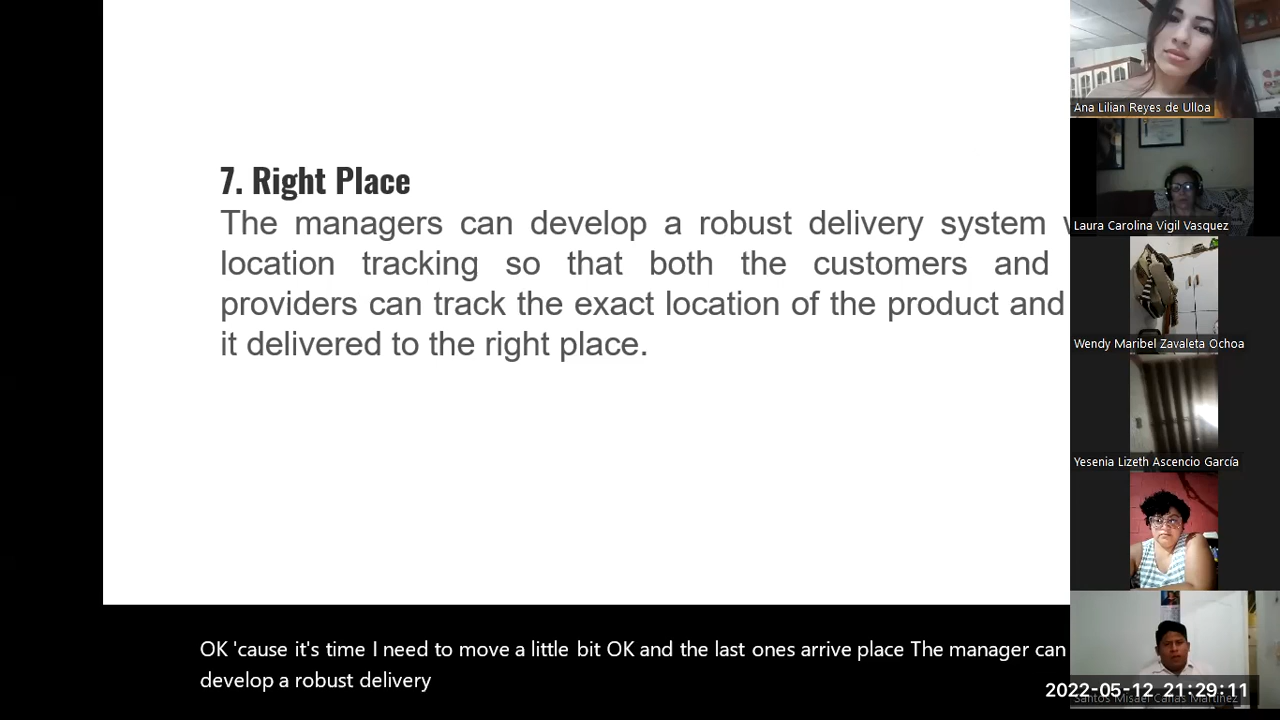 7. Right Place
The managers can develop a robust delivery system
location tracking so that both the customers and
providers can track the exact location of the product and
it delivered to the right place.
OK 'cause it's time I need to move a little bit OK and the last ones arrive place The manager can
develop a robust delivery
Ana Lilian Reyes de Ulloa
Laura Carolina Vigil Vasquez
Wendy Maribel Zavaleta Ochoa
Yesenia Lizeth Ascencio García
2022-05-12 21:29:11
Santos Misael Cañas Martínez